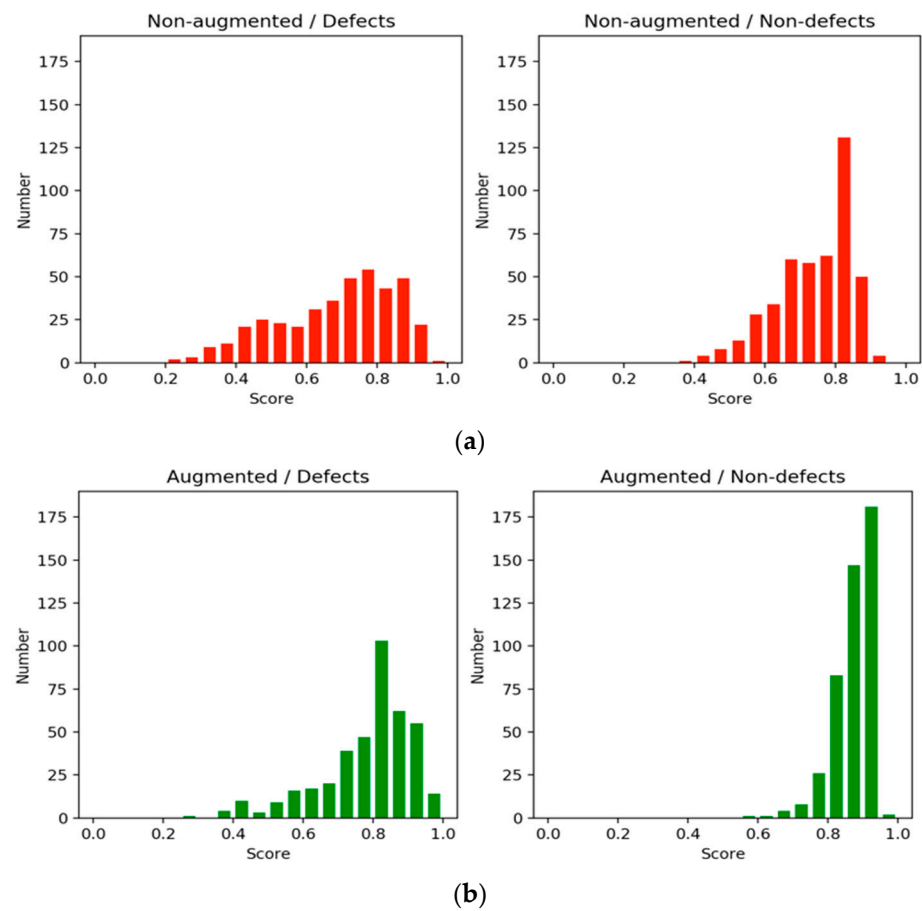 Non-augmented / Defects
Non-augmented / Non-defects
175
150
125
100
75
50
25
0
Number
0.0 0.2 0.4 0.6 0.8 1.0
Score
175
150
125
100
75
50
25
0
Number
0.0 0.2 0.4 0.6 0.8 1.0
Score
(a)
Augmented / Defects
Augmented / Non-defects
175
150
125
100
75
50
25
0
Number
0.0 0.2 0.4 0.6 0.8 1.0
Score
175
150
125
100
75
50
25
0
Number
0.0 0.2 0.4 0.6 0.8 1.0
Score
(b)